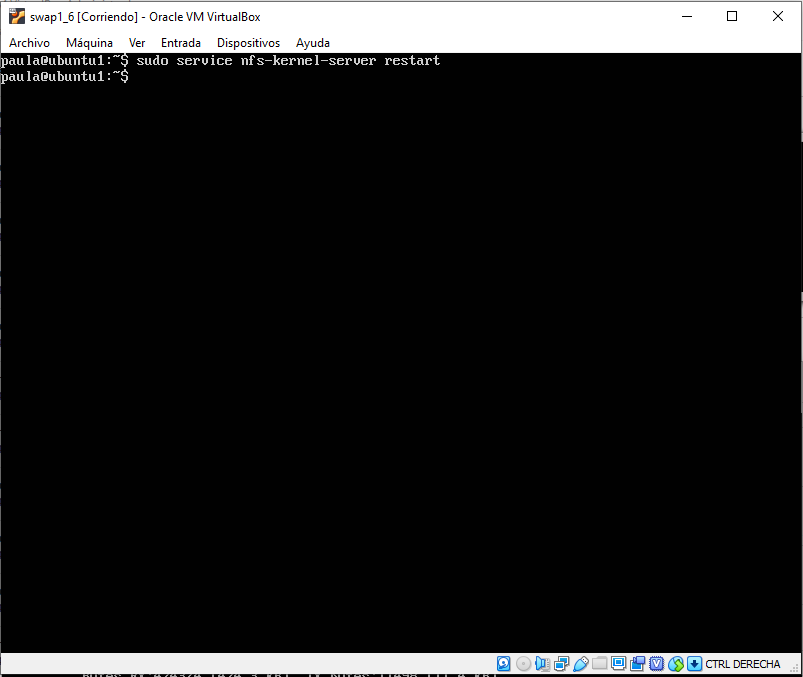 swap1_6 [Corriendo] - Oracle VM VirtualBox
Archivo Máquina Ver Entrada Dispositivos Ayuda
paula@ubuntu1:~$ sudo service nfs-kernel-server restart
paula@ubuntu1:~$
CTRL DERECHA